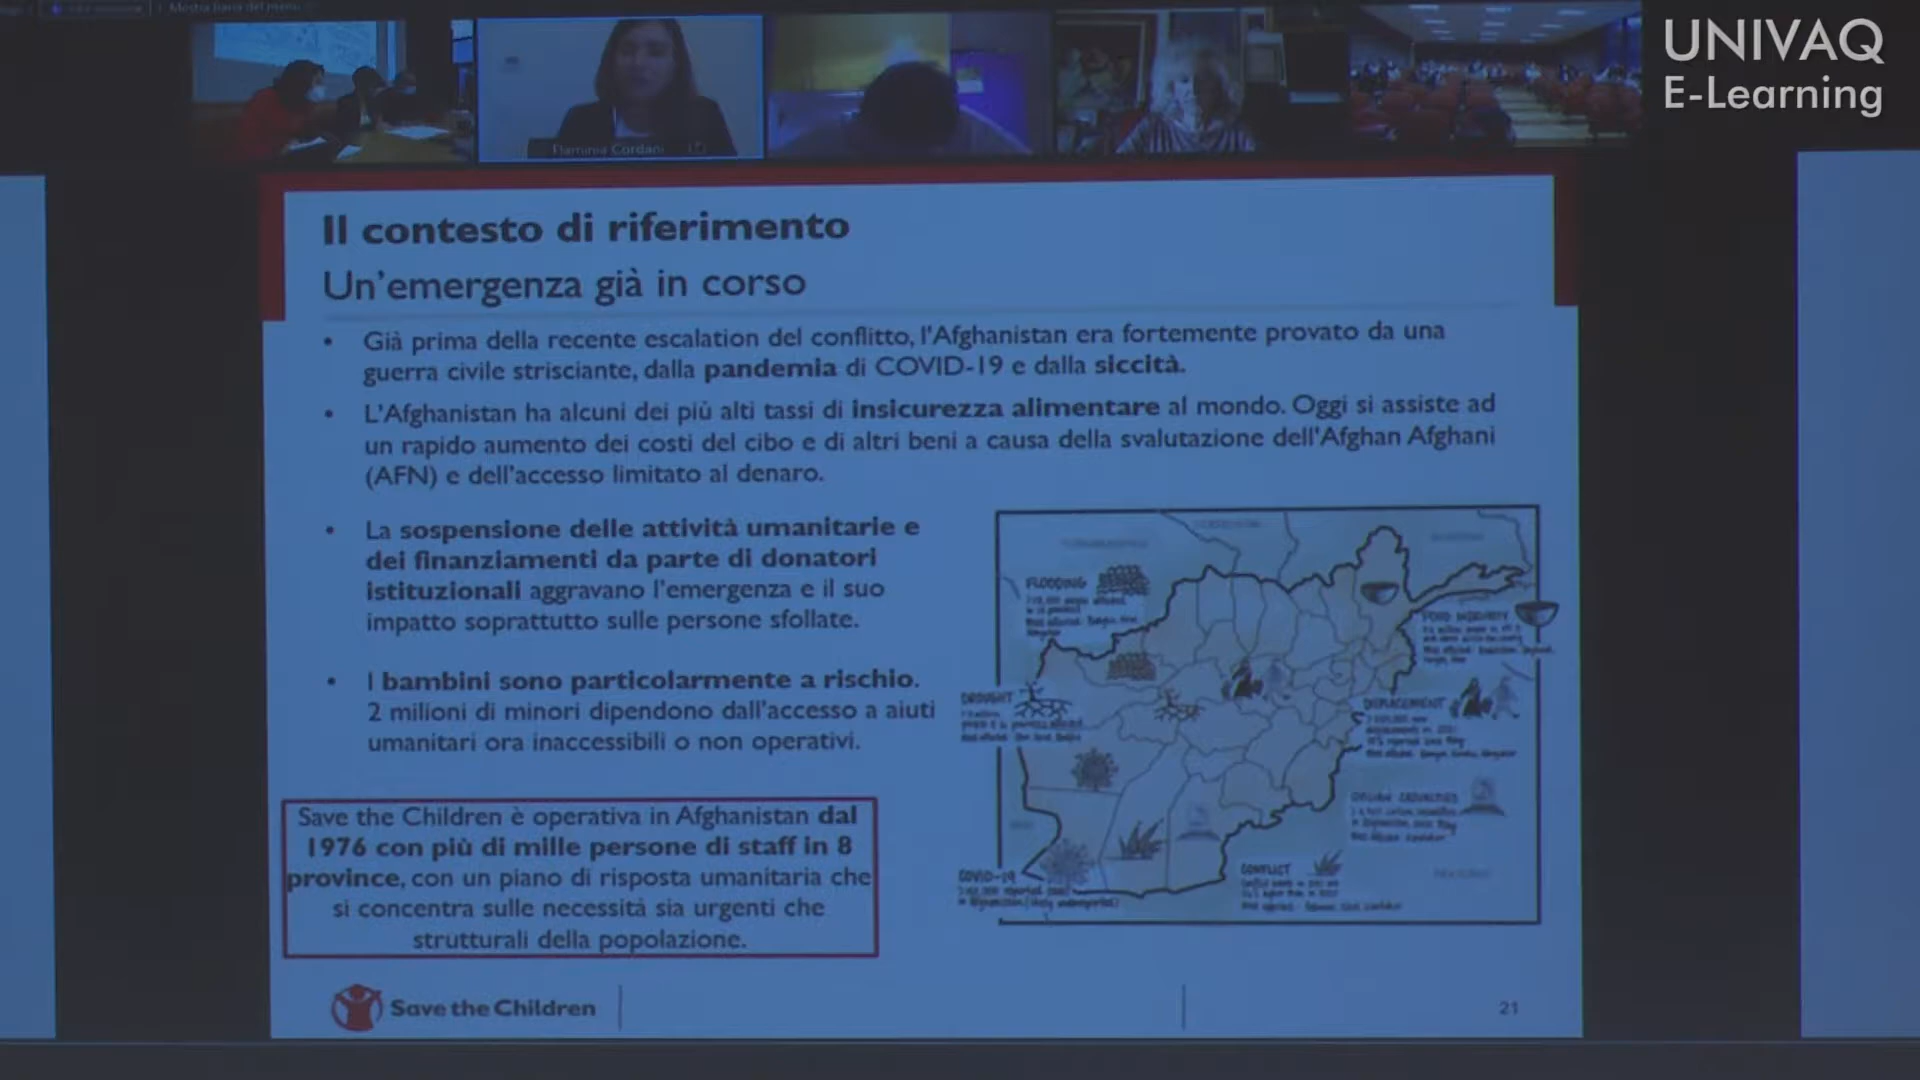 Mostra barra del menu
UNIVAQ
E-Learning
Flaminia Cordani
Il contesto di riferimento
Un'emergenza già in corso
• Già prima della recente escalation del conflitto, l'Afghanistan era fortemente provato da una
guerra civile strisciante, dalla pandemia di COVID-19 e dalla siccità.
• L'Afghanistan ha alcuni dei più alti tassi di insicurezza alimentare al mondo. Oggi si assiste ad
un rapido aumento dei costi del cibo e di altri beni a causa della svalutazione dell'Afghan Afghani
(AFN) e dell'accesso limitato al denaro.
• La sospensione delle attività umanitarie e
dei finanziamenti da parte di donatori
istituzionali aggravano l'emergenza e il suo
impatto soprattutto sulle persone sfollate.
• I bambini sono particolarmente a rischio.
2 milioni di minori dipendono dall'accesso a aiuti
umanitari ora inaccessibili o non operativi.
Save the Children è operativa in Afghanistan dal
1976 con più di mille persone di staff in 8
province, con un piano di risposta umanitaria che
si concentra sulle necessità sia urgenti che
strutturali della popolazione.
FLOODING
FOOD INSECURITY
DROUGHT
DISPLACEMENT
CIVILIAN CASUALTIES
CONFLICT
COVID-19
Save the Children
21